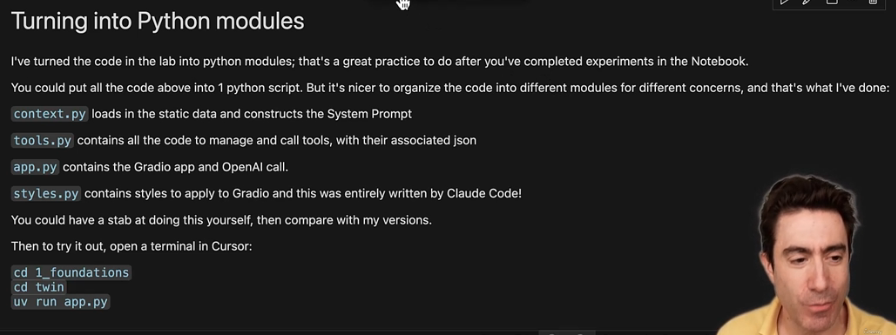 Turning into Python modules
I've turned the code in the lab into python modules; that's a great practice to do after you've completed experiments in the Notebook.
You could put all the code above into 1 python script. But it's nicer to organize the code into different modules for different concerns, and that's what I've done:
context.py loads in the static data and constructs the System Prompt
tools.py contains all the code to manage and call tools, with their associated json
app.py contains the Gradio app and OpenAI call.
styles.py contains styles to apply to Gradio and this was entirely written by Claude Code!
You could have a stab at doing this yourself, then compare with my versions.
Then to try it out, open a terminal in Cursor:
cd 1_foundations
cd twin
uv run app.py